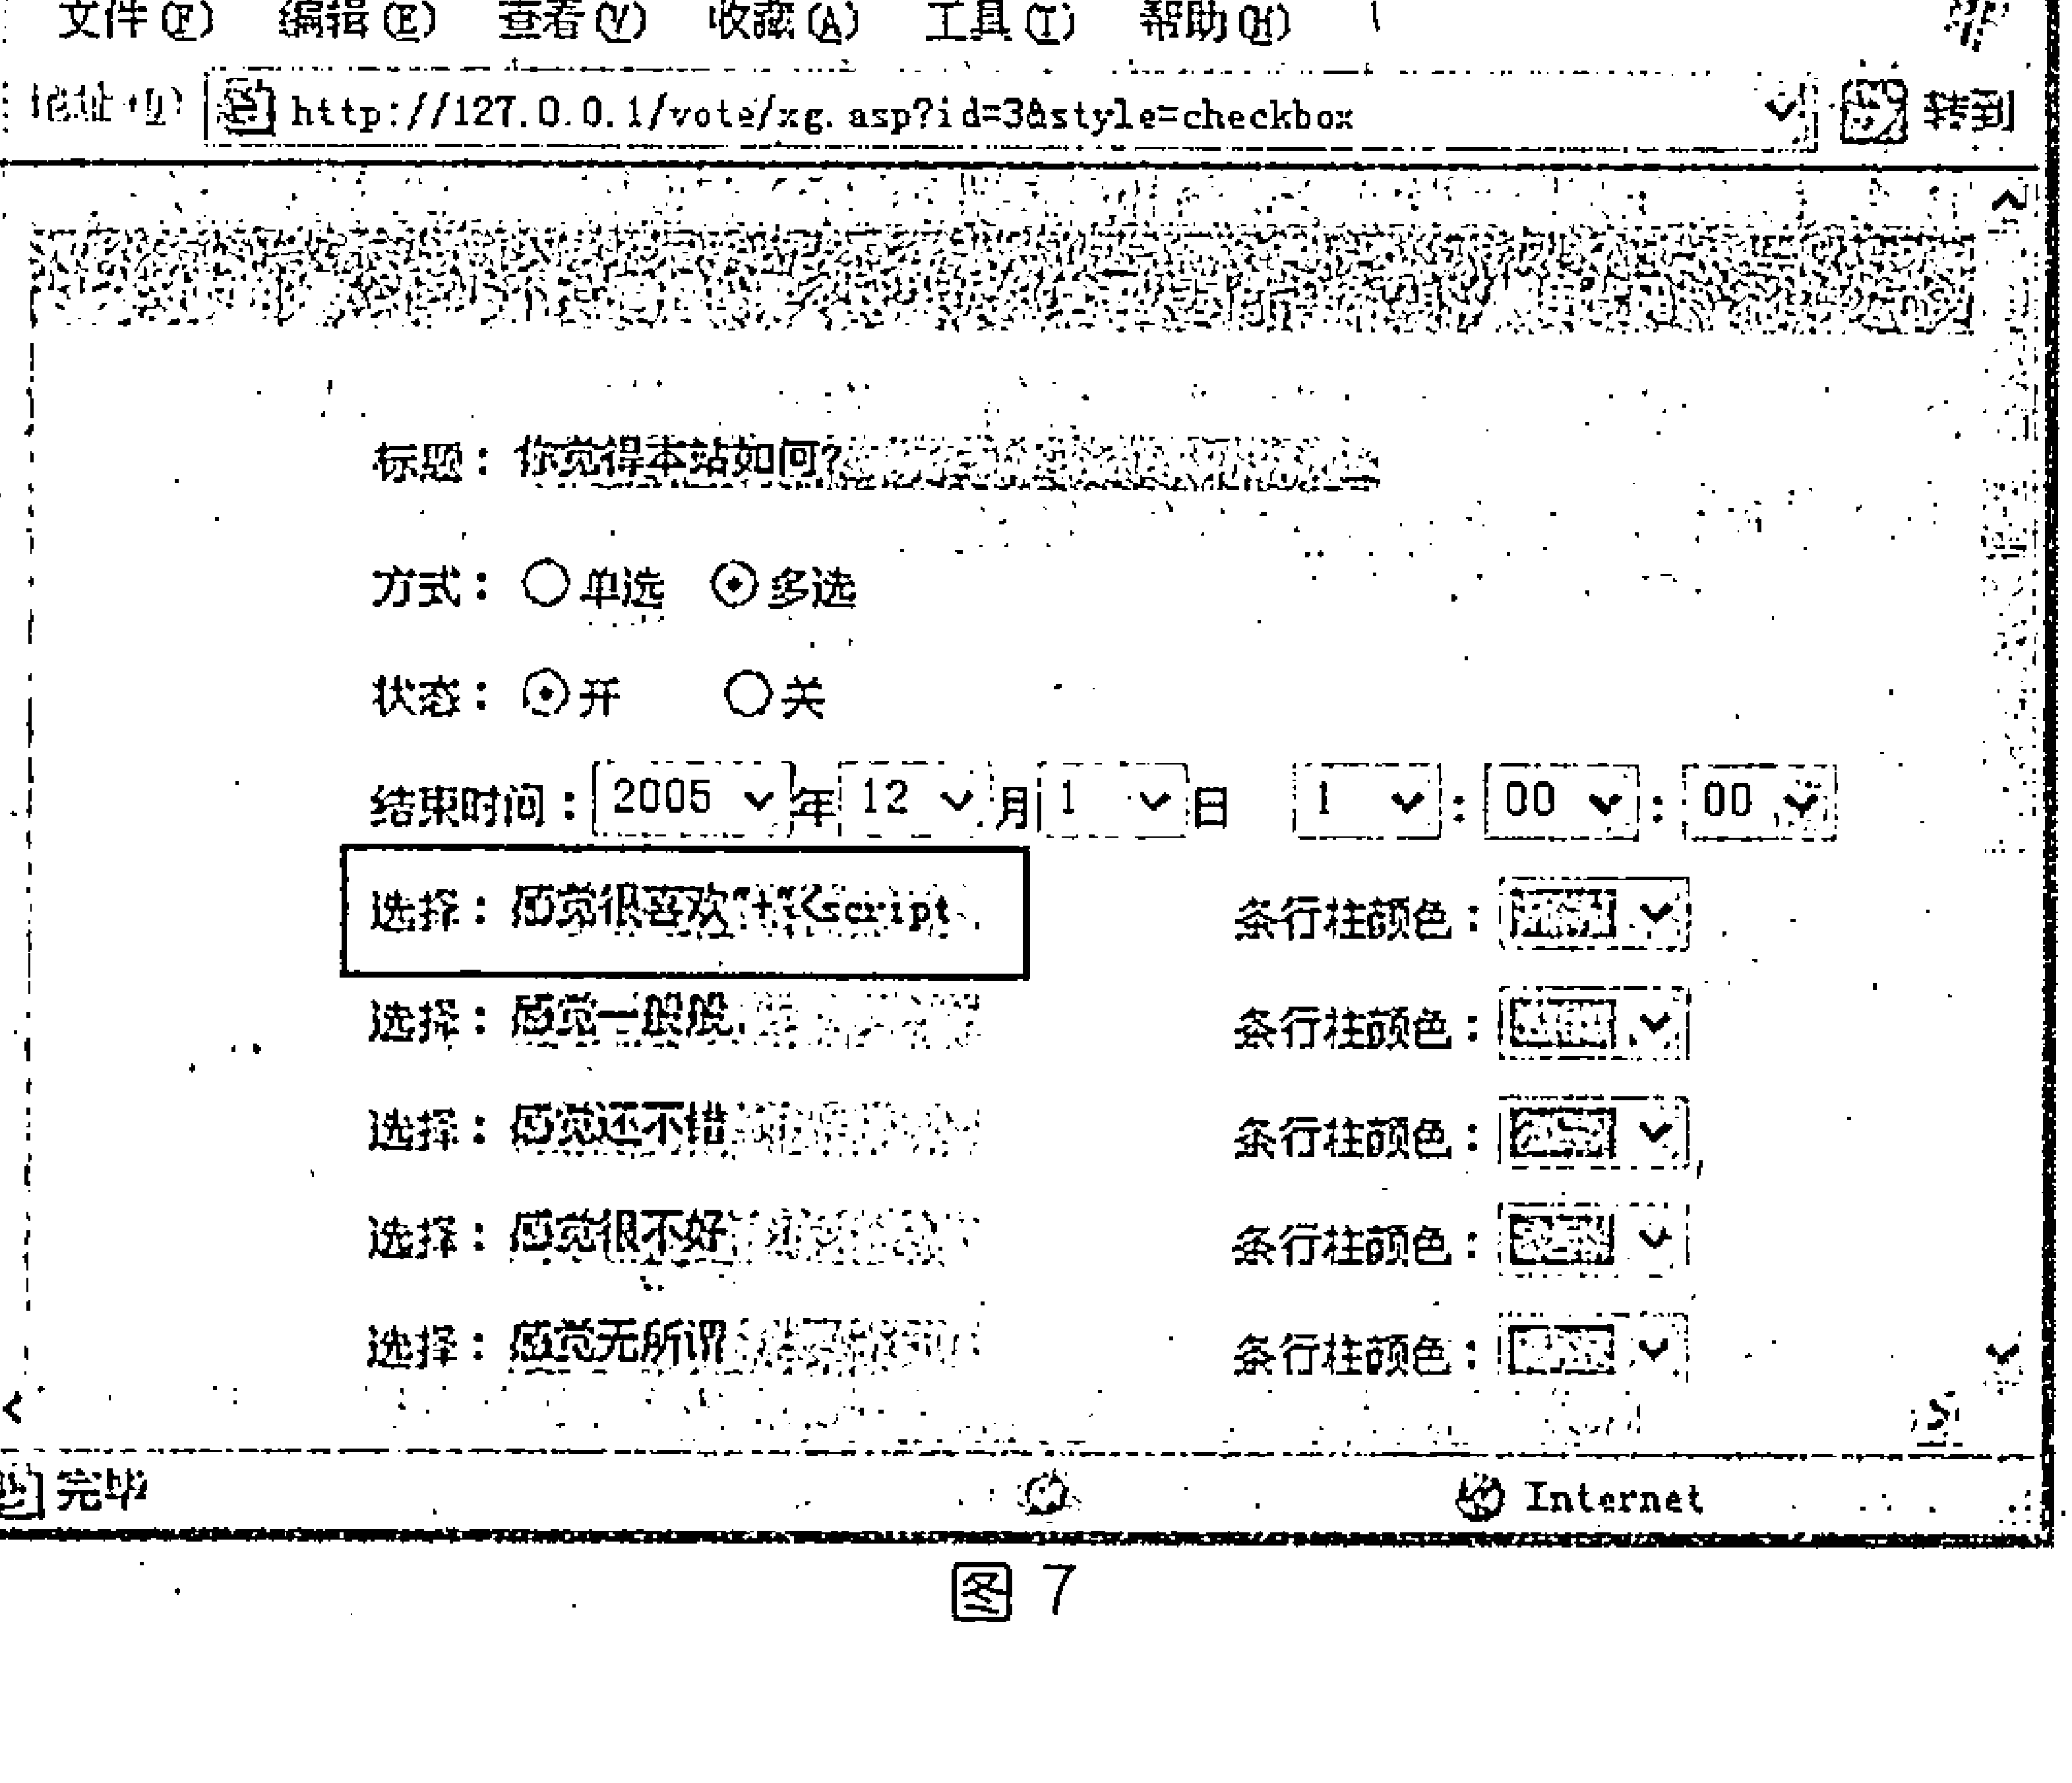 文件(F) 编辑(E) 查看(V) 收藏(A) 工具(T) 帮助(H)
地址(D) http://127.0.0.1/vote/xg.asp?id=3&style=checkbox 转到
标题：你觉得本站如何?
方式：单选 多选
状态：开 关
结束时间：2005 年 12 月 1 日 1 : 00 : 00
选择：感觉很喜欢"+"<script 条行柱颜色：
选择：感觉一般般 条行柱颜色：
选择：感觉还不错 条行柱颜色：
选择：感觉很不好 条行柱颜色：
选择：感觉无所谓 条行柱颜色：
完毕 Internet
图 7